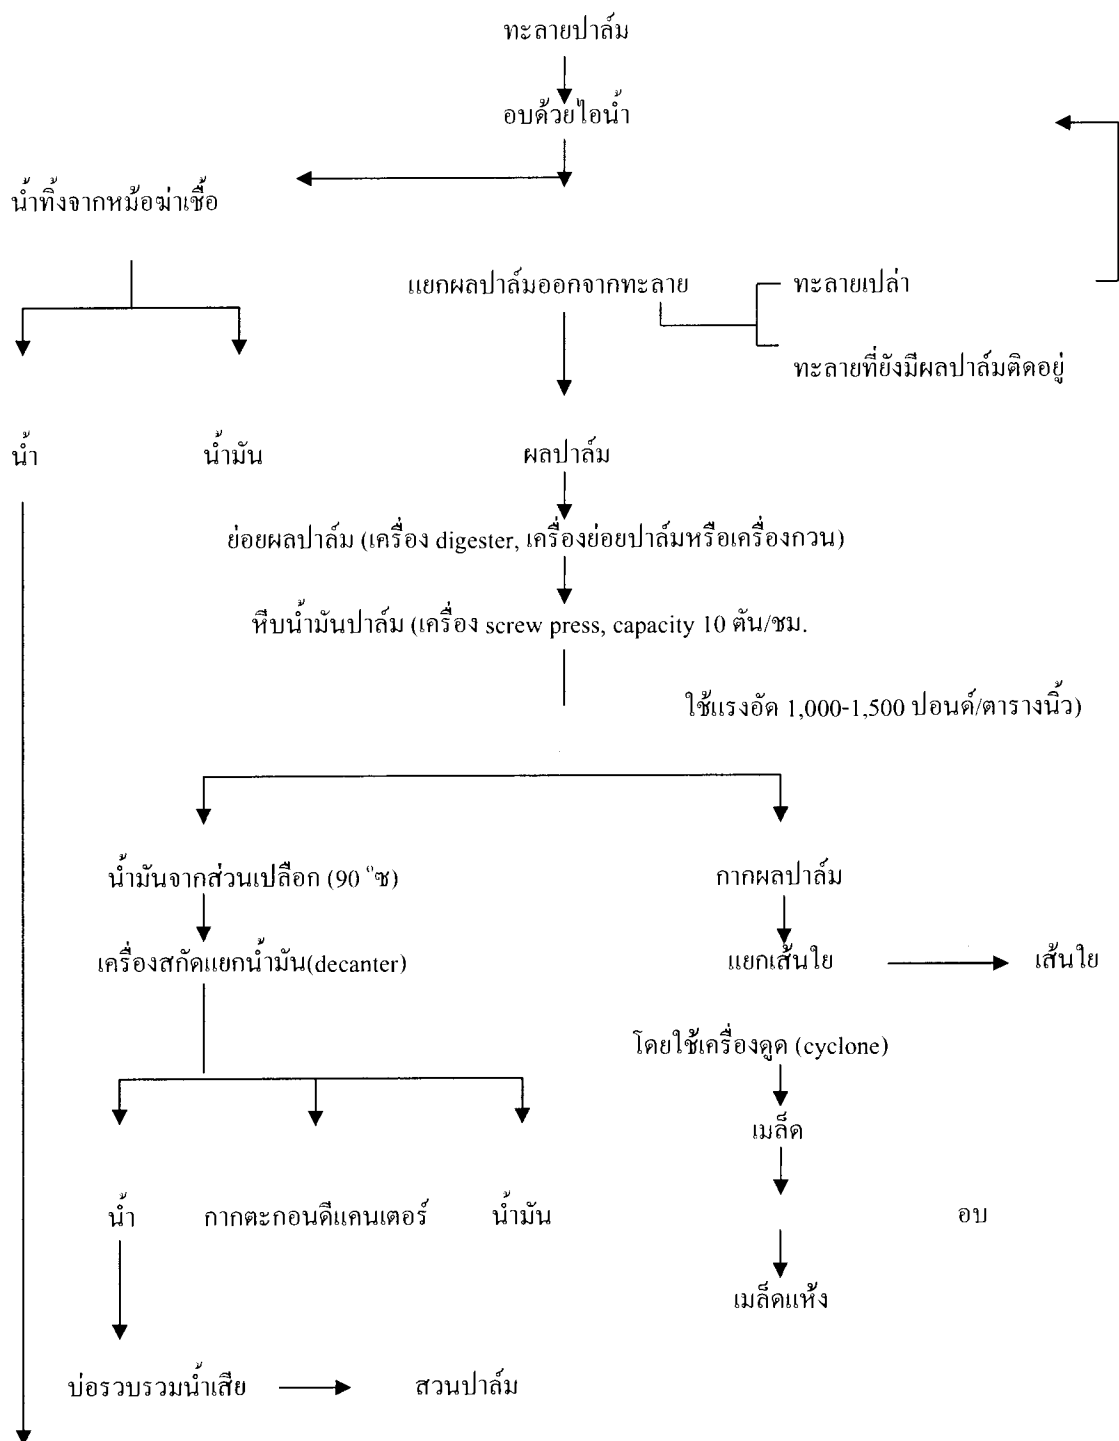 ทะลายปาล์ม
อบด้วยไอน้ำ
น้ำทิ้งจากหม้อฆ่าเชื้อ
แยกผลปาล์มออกจากทะลาย
ทะลายเปล่า
ทะลายที่ยังมีผลปาล์มติดอยู่
น้ำ
น้ำมัน
ผลปาล์ม
ย่อยผลปาล์ม (เครื่อง digester, เครื่องย่อยปาล์มหรือเครื่องกวน)
หีบน้ำมันปาล์ม (เครื่อง screw press, capacity 10 ตัน/ชม.
ใช้แรงอัด 1,000-1,500 ปอนด์/ตารางนิ้ว)
น้ำมันจากส่วนเปลือก (90 °ซ)
กากผลปาล์ม
เครื่องสกัดแยกน้ำมัน(decanter)
แยกเส้นใย
เส้นใย
โดยใช้เครื่องดูด (cyclone)
เมล็ด
น้ำ
กากตะกอนดีแคนเตอร์
น้ำมัน
อบ
เมล็ดแห้ง
บ่อรวบรวมน้ำเสีย
สวนปาล์ม